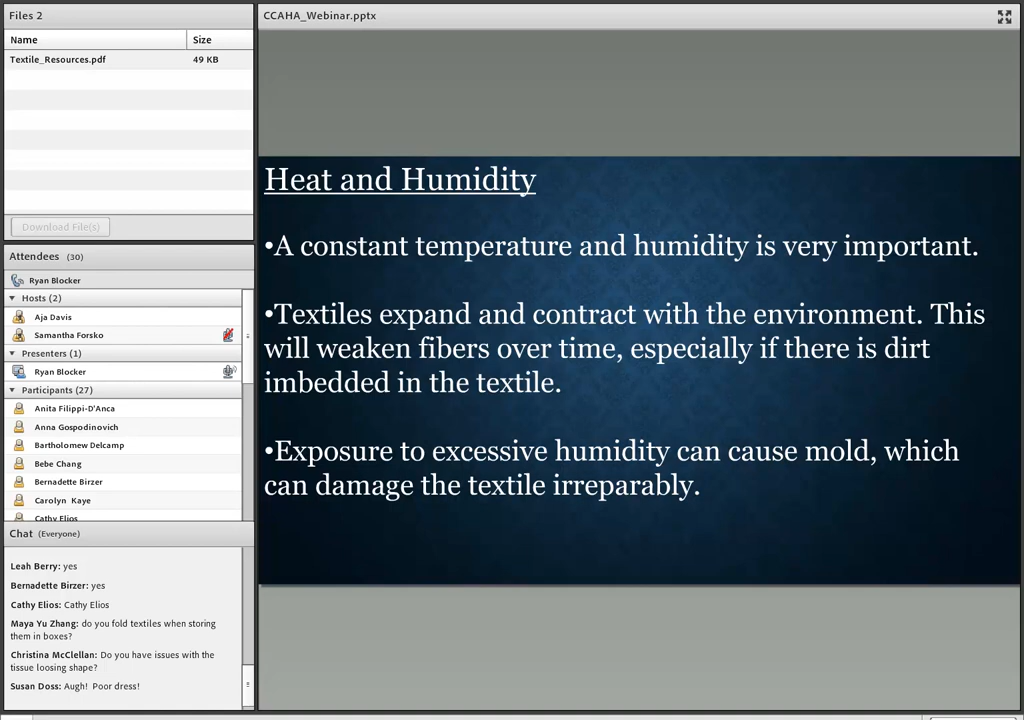 Files 2
Name Size
Textile_Resources.pdf 49 KB
Download File(s)
Attendees (30)
Ryan Blocker
Hosts (2)
Aja Davis
Samantha Forsko
Presenters (1)
Ryan Blocker
Participants (27)
Anita Filippi-D'Anca
Anna Gospodinovich
Bartholomew Delcamp
Bebe Chang
Bernadette Birzer
Carolyn Kaye
Cathy Elios
Chat (Everyone)
Leah Berry: yes
Bernadette Birzer: yes
Cathy Elios: Cathy Elios
Maya Yu Zhang: do you fold textiles when storing
them in boxes?
Christina McClellan: Do you have issues with the
tissue loosing shape?
Susan Doss: Augh! Poor dress!
CCAHA_Webinar.pptx
Heat and Humidity
•A constant temperature and humidity is very important.
•Textiles expand and contract with the environment. This
will weaken fibers over time, especially if there is dirt
imbedded in the textile.
•Exposure to excessive humidity can cause mold, which
can damage the textile irreparably.